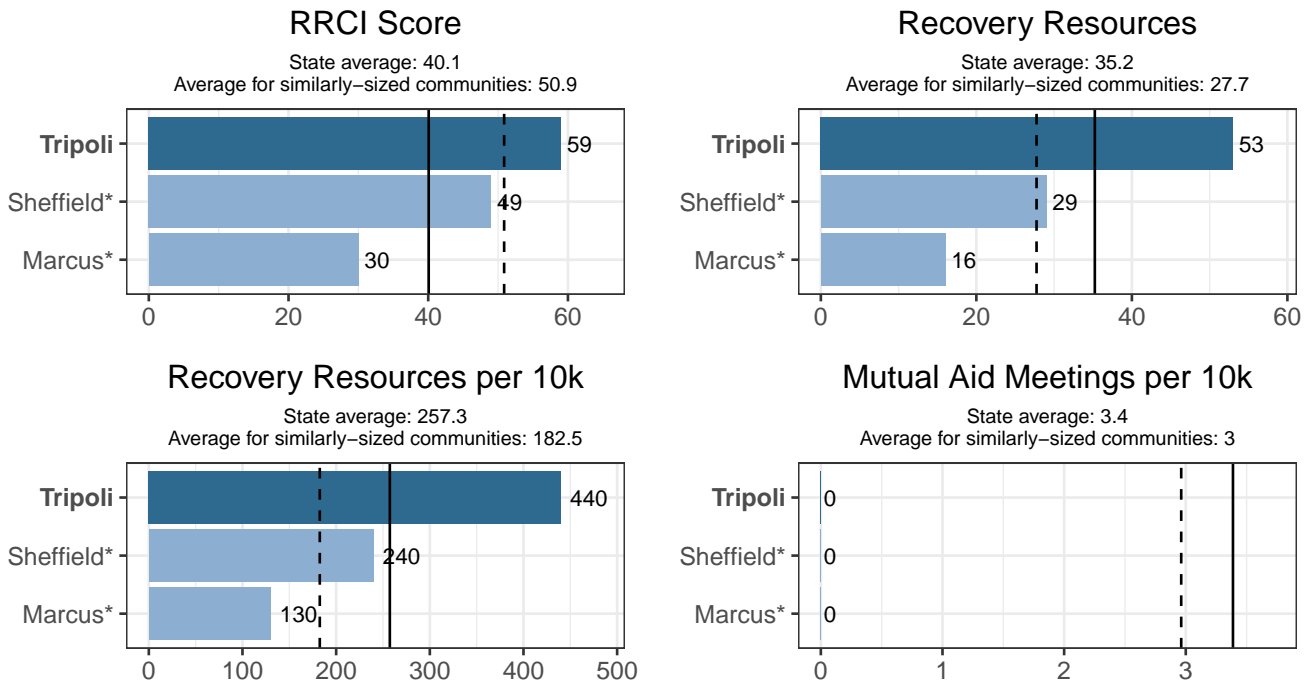 RRCI Score
State average: 40.1
Average for similarly−sized communities: 50.9
Tripoli
59
Sheffield*
49
Marcus*
30
0 20 40 60
Recovery Resources
State average: 35.2
Average for similarly−sized communities: 27.7
Tripoli
53
Sheffield*
29
Marcus*
16
0 20 40 60
Recovery Resources per 10k
State average: 257.3
Average for similarly−sized communities: 182.5
Tripoli
440
Sheffield*
240
Marcus*
130
0 100 200 300 400 500
Mutual Aid Meetings per 10k
State average: 3.4
Average for similarly−sized communities: 3
Tripoli
0
Sheffield*
0
Marcus*
0
0 1 2 3